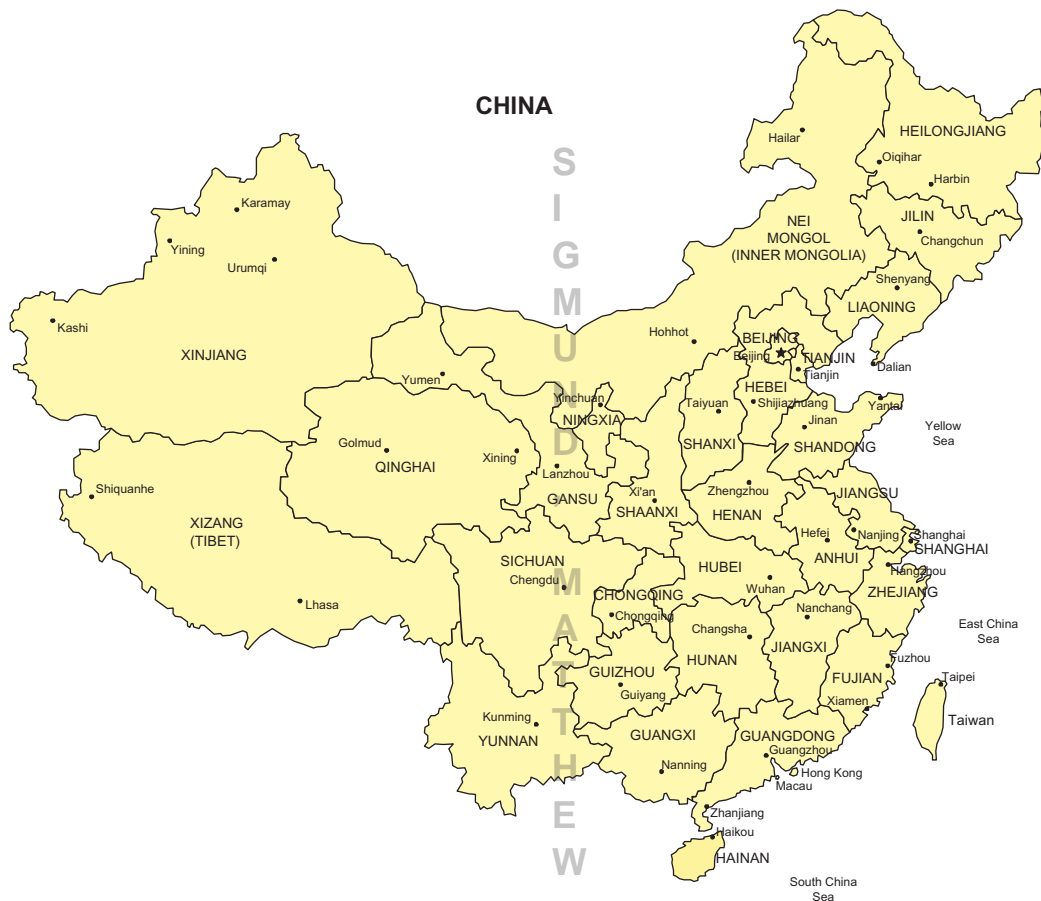 CHINA
SIGMUND, MATTHEW
Hailar
HEILONGJIANG
Oiqihar
Harbin
Karamay
JILIN
NEI
MONGOL
(INNER MONGOLIA)
Changchun
Yining
Urumqi
Shenyang
LIAONING
Kashi
Hohhot
BEIJING
Beijing
XINJIANG
TIANJIN
Tianjin
Dalian
Yumen
HEBEI
Yinchuan
Taiyuan
Shijiazhuang
Yantal
NINGXIA
Jinan
Yellow
Sea
Golmud
QINGHAI
Xining
SHANXI
SHANDONG
Lanzhou
Shiquanhe
Zhengzhou
JIANGSU
GANSU
Xi'an
SHAANXI
HENAN
XIZANG
(TIBET)
Hefei
Nanjing
Shanghai
SHANGHAI
ANHUI
SICHUAN
HUBEI
Hangzhou
Chengdu
Wuhan
ZHEJIANG
CHONGQING
Chongqing
Lhasa
Nanchang
East China
Sea
Changsha
JIANGXI
HUNAN
Fuzhou
GUIZHOU
FUJIAN
Guiyang
Taipei
Xiamen
Taiwan
Kunming
YUNNAN
GUANGXI
GUANGDONG
Guangzhou
Nanning
Hong Kong
Macau
Zhanjiang
Haikou
HAINAN
South China
Sea